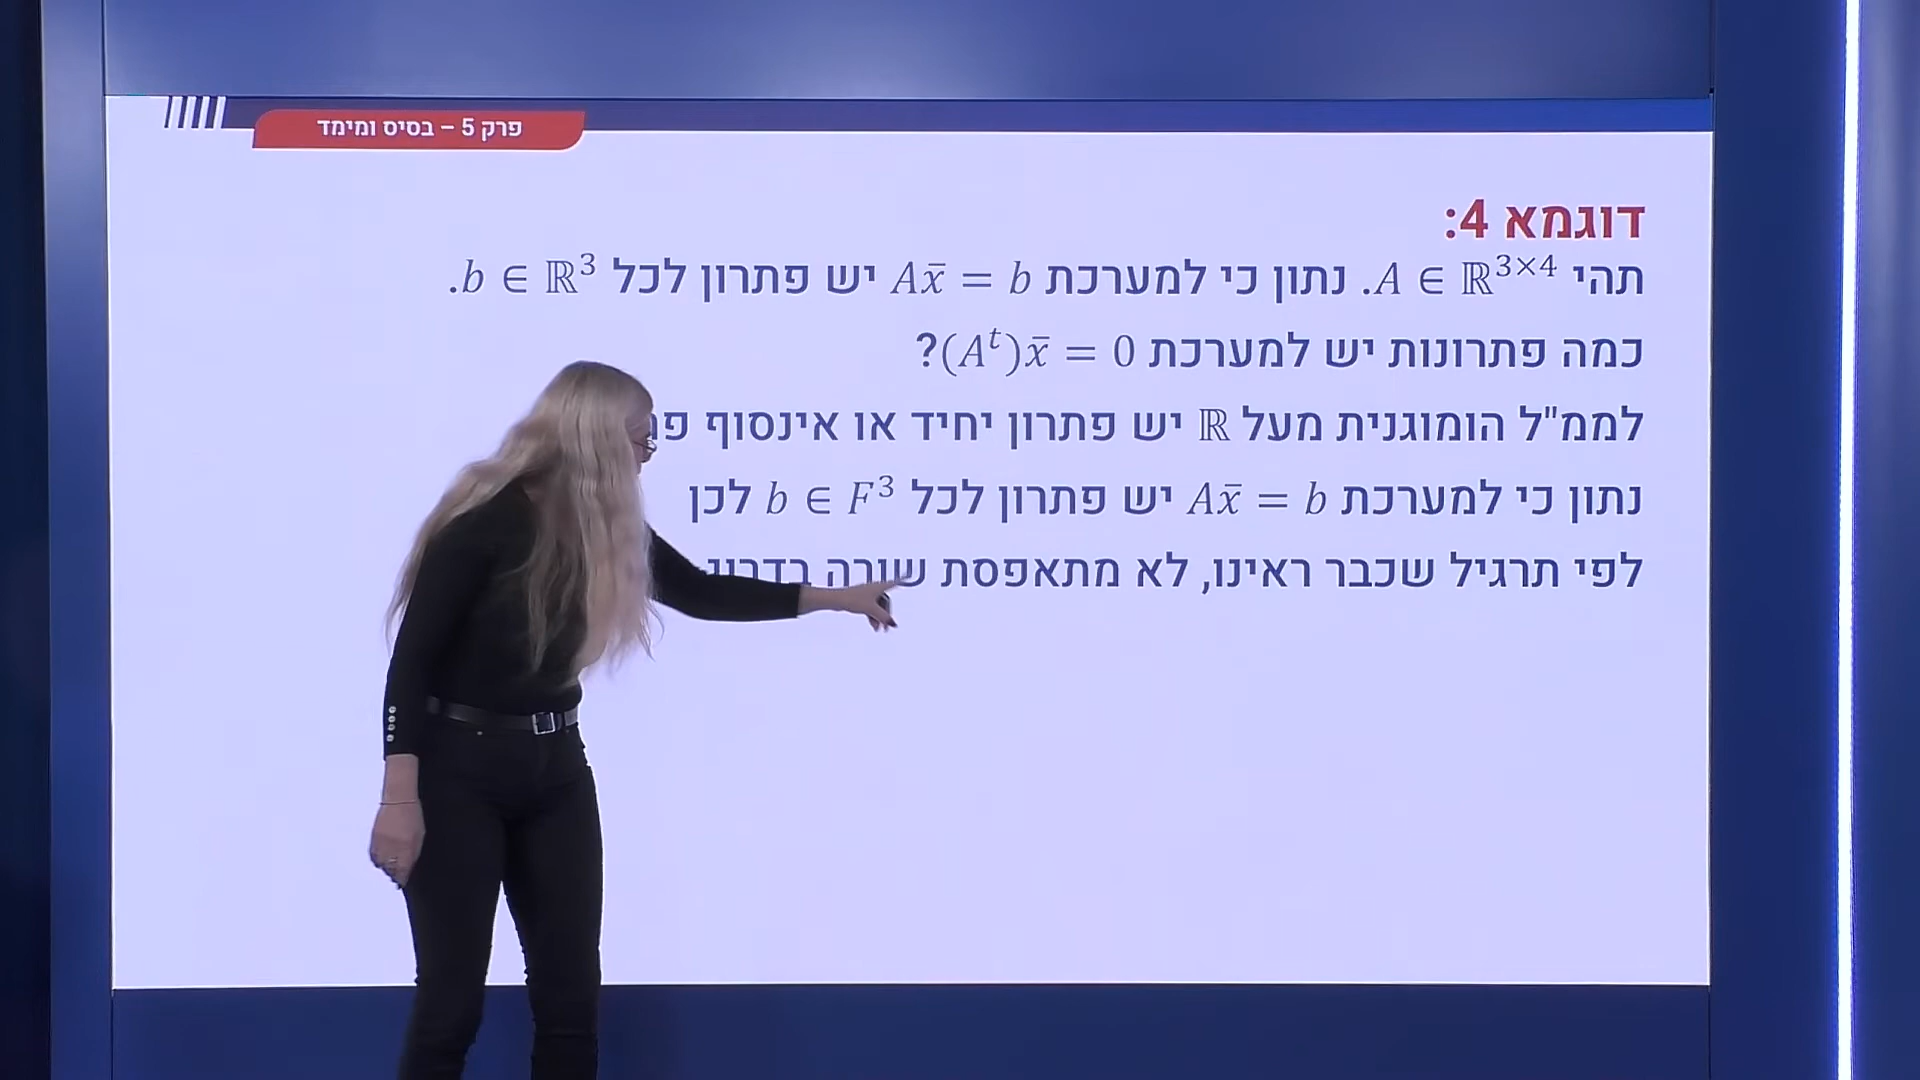 פרק 5 – בסיס ומימד
דוגמא 4:
תהי A ∈ ℝ^{3×4}. נתון כי למערכת Ax̄ = b יש פתרון לכל b ∈ ℝ³.
כמה פתרונות יש למערכת (A^t)x̄ = 0?
לממ"ל הומוגנית מעל ℝ יש פתרון יחיד או אינסוף
נתון כי למערכת Ax̄ = b יש פתרון לכל b ∈ F³ לכן
לפי תרגיל שכבר ראינו, לא מתאפסת שורה